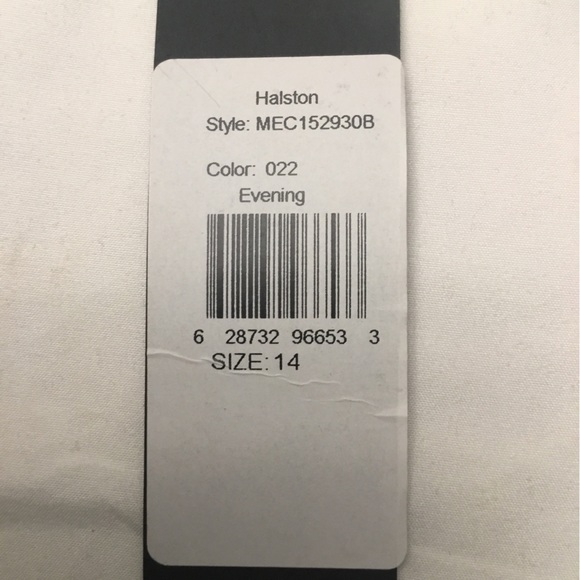 Halston
Style: MEC152930B
Color: 022
Evening
6 28732 96653 3
SIZE: 14